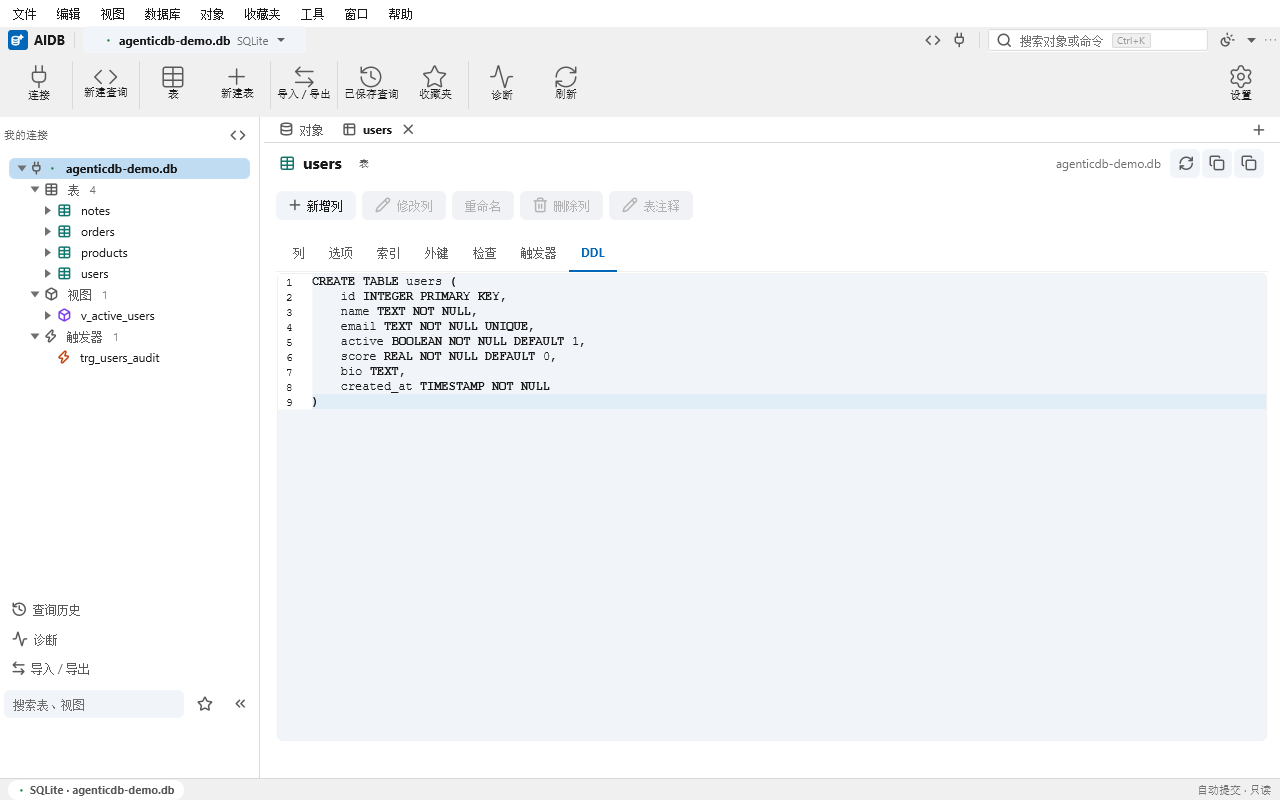 文件 编辑 视图 数据库 对象 收藏夹 工具 窗口 帮助
AIDB · agenticdb-demo.db SQLite 搜索对象或命令 Ctrl+K
连接 新建查询 表 新建表 导入 / 导出 已保存查询 收藏夹 诊断 刷新 设置
我的连接
· agenticdb-demo.db
表 4
notes
orders
products
users
视图 1
v_active_users
触发器 1
trg_users_audit
查询历史
诊断
导入 / 导出
搜索表、视图
对象 users
users 表 agenticdb-demo.db
新增列 修改列 重命名 删除列 表注释
列 选项 索引 外键 检查 触发器 DDL
1 CREATE TABLE users (
2 id INTEGER PRIMARY KEY,
3 name TEXT NOT NULL,
4 email TEXT NOT NULL UNIQUE,
5 active BOOLEAN NOT NULL DEFAULT 1,
6 score REAL NOT NULL DEFAULT 0,
7 bio TEXT,
8 created_at TIMESTAMP NOT NULL
9 )
· SQLite · agenticdb-demo.db 自动提交 · 只读